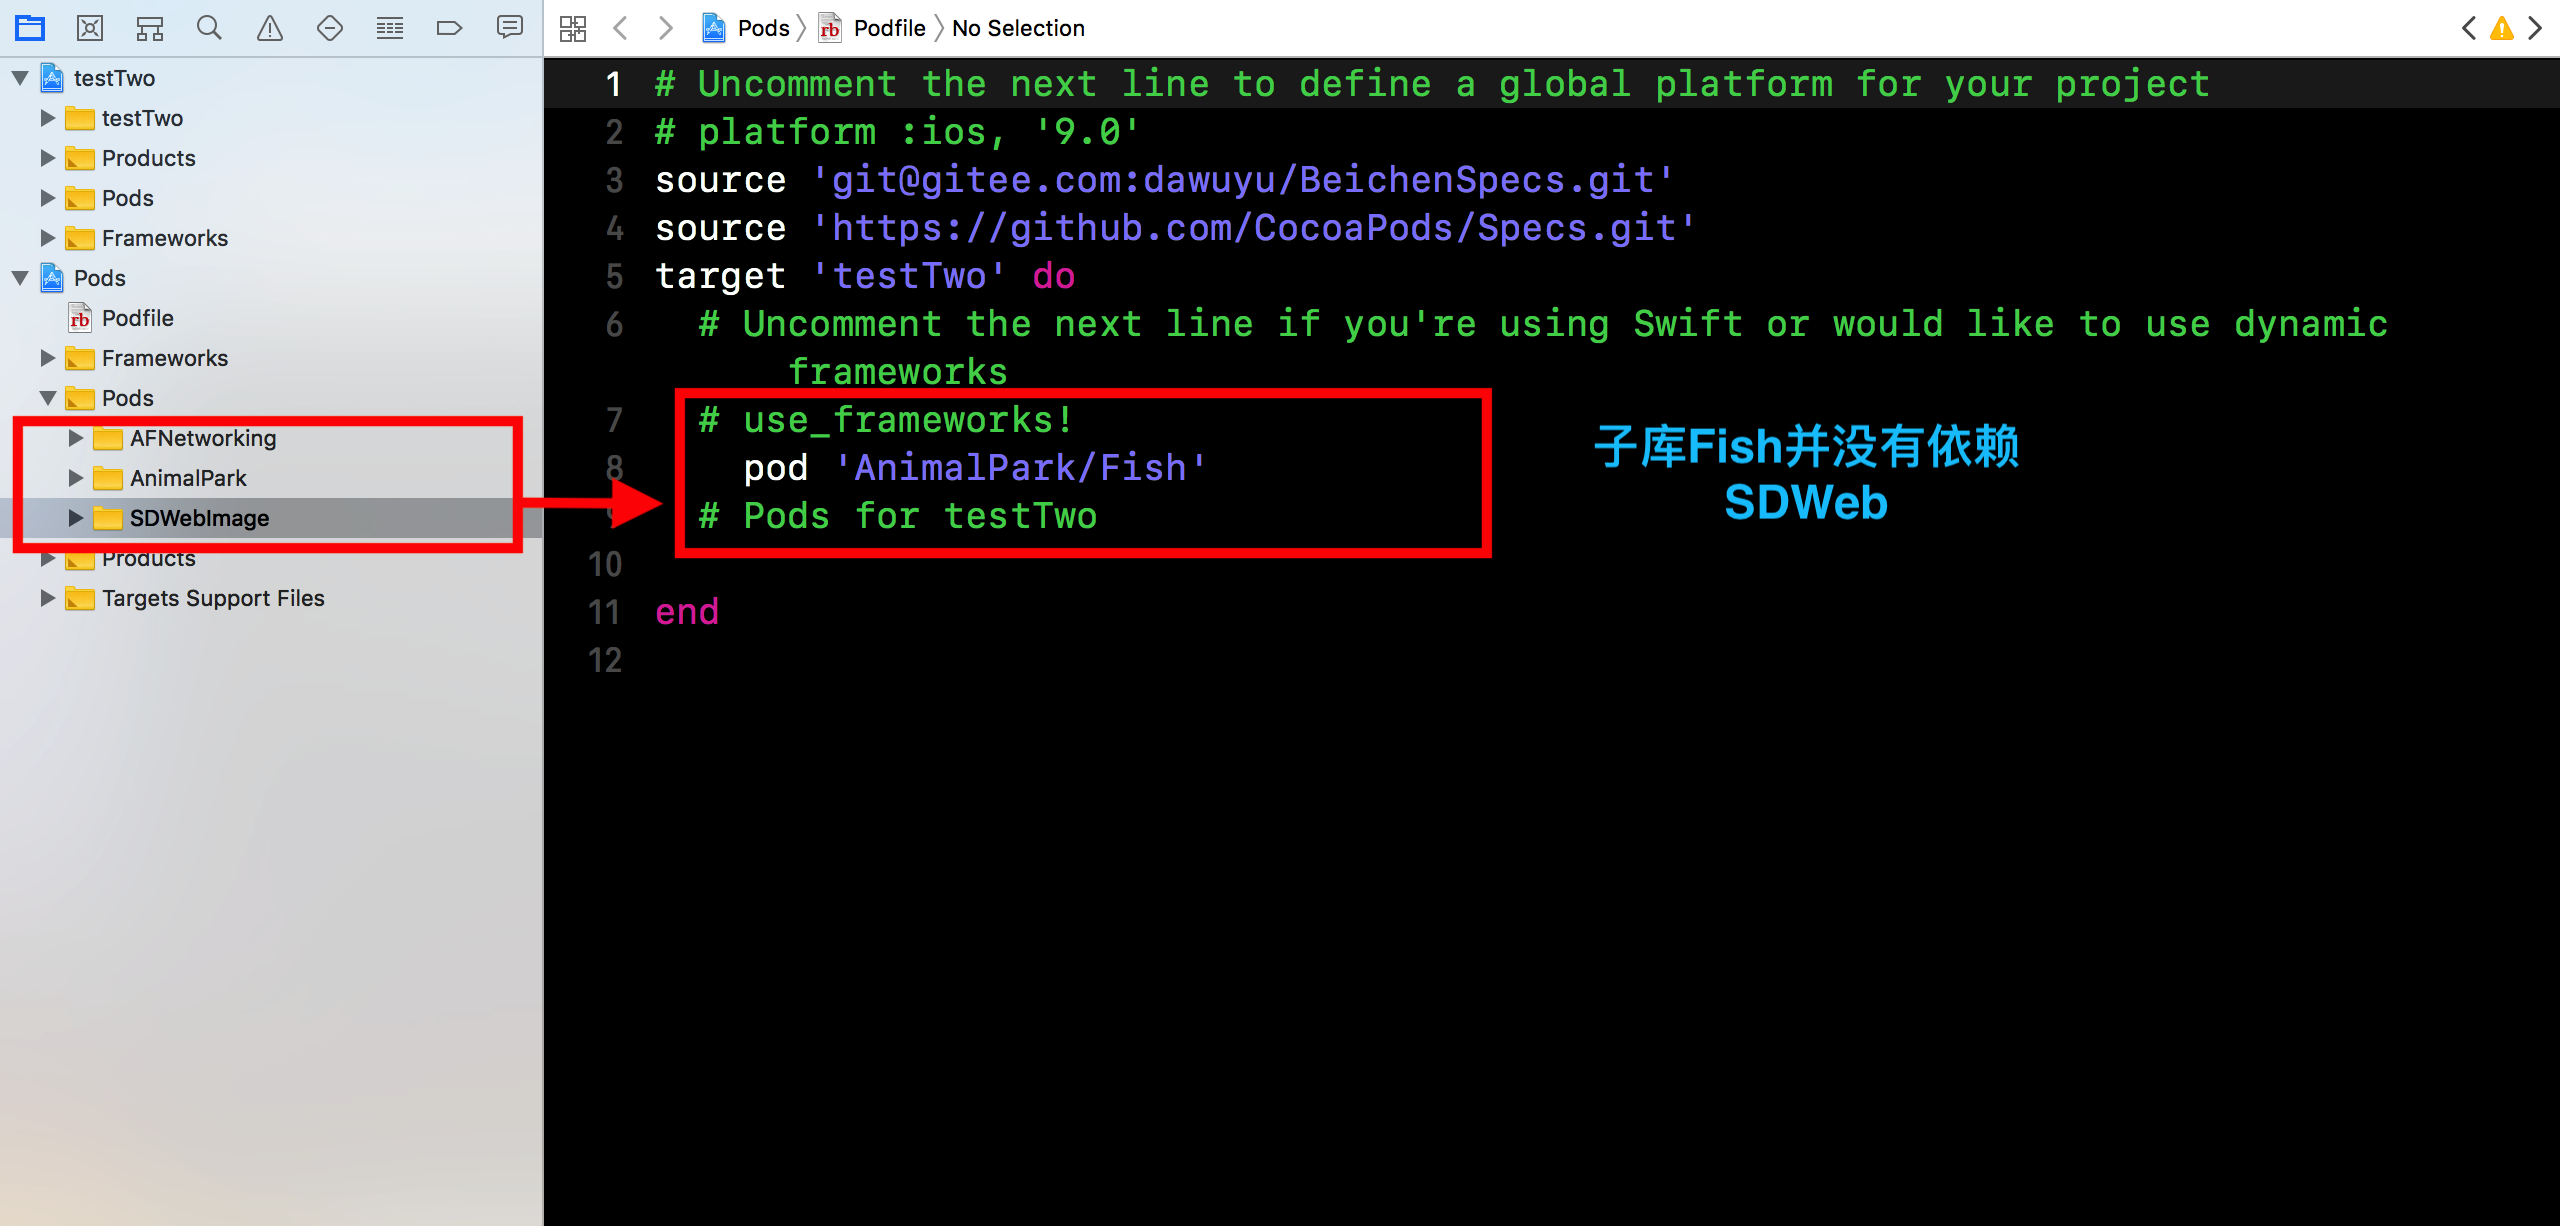 testTwo
testTwo
Products
Pods
Frameworks
Pods
Podfile
Frameworks
Pods
AFNetworking
AnimalPark
SDWebImage
Products
Targets Support Files
Pods
rb Podfile
No Selection
1 # Uncomment the next line to define a global platform for your project
2 # platform :ios, '9.0'
3 source 'git@gitee.com:dawuyu/BeichenSpecs.git'
4 source 'https://github.com/CocoaPods/Specs.git'
5 target 'testTwo' do
6 # Uncomment the next line if you're using Swift or would like to use dynamic
frameworks
7 # use_frameworks!
8 pod 'AnimalPark/Fish'
# Pods for testTwo
10
11 end
12
子库Fish并没有依赖
SDWeb